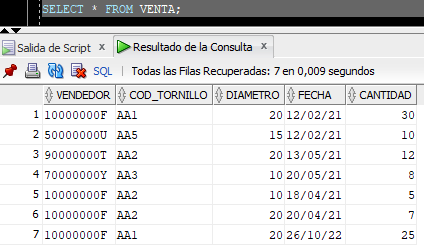 SELECT * FROM VENTA;
Salida de Script x Resultado de la Consulta x
SQL | Todas las Filas Recuperadas: 7 en 0,009 segundos
VENDEDOR COD_TORNILLO DIAMETRO FECHA CANTIDAD
1 10000000F AA1 20 12/02/21 30
2 50000000U AA5 15 12/02/21 10
3 90000000T AA2 20 13/05/21 12
4 70000000Y AA3 10 20/05/21 8
5 10000000F AA2 10 18/04/21 5
6 10000000F AA2 20 20/04/21 7
7 10000000F AA1 20 26/10/22 25